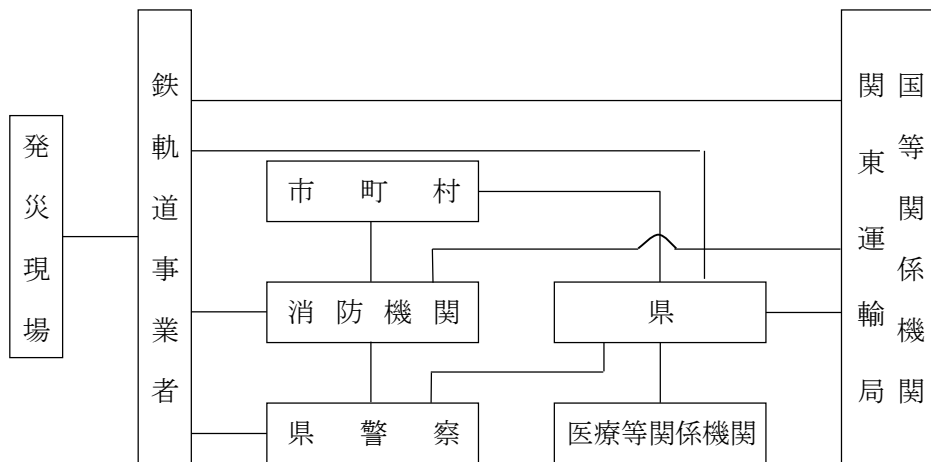 発災現場
鉄軌道事業者
市町村
消防機関
県警察
県
医療等関係機関
国等関係機関
関東運輸局